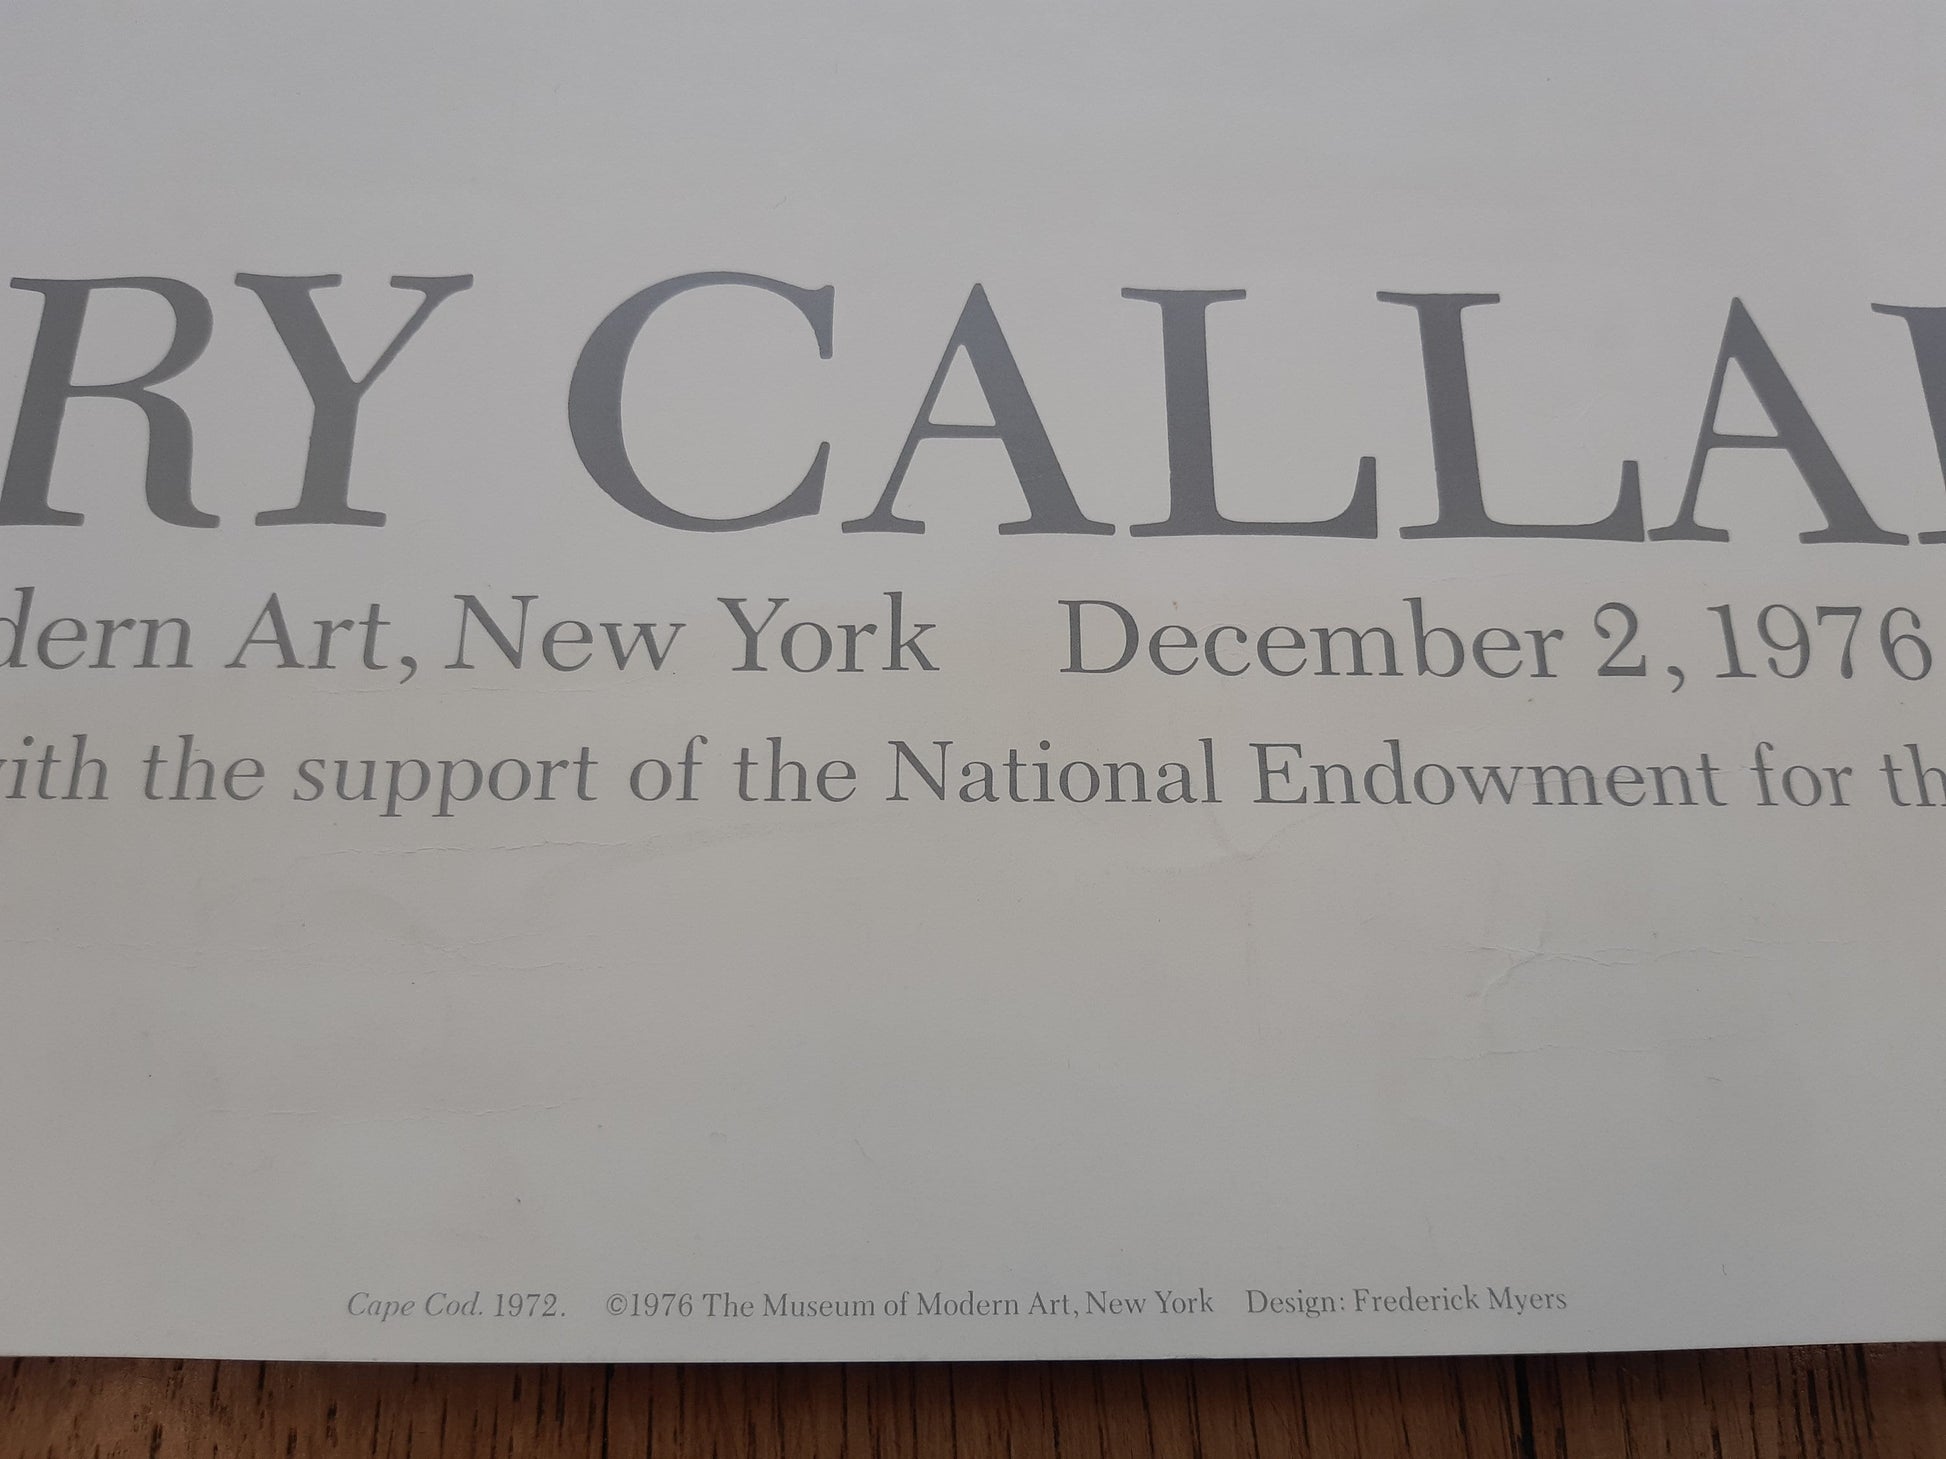 RY CALLA
dern Art, New York December 2, 1976
ith the support of the National Endowment for th
Cape Cod. 1972. ©1976 The Museum of Modern Art, New York Design: Frederick Myers